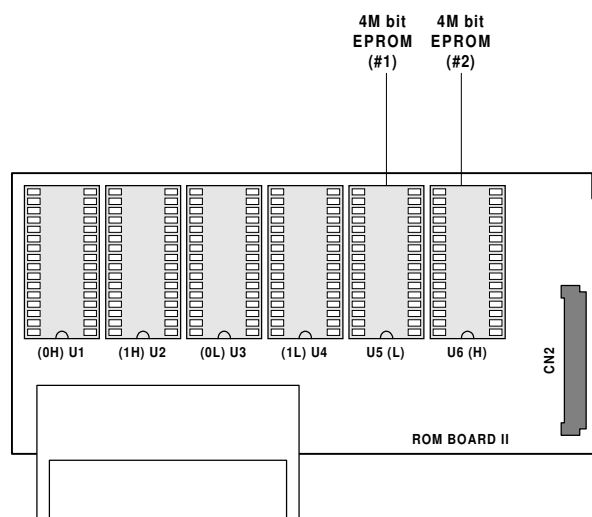 4M bit
EPROM
(#1)
4M bit
EPROM
(#2)
(0H) U1
(1H) U2
(0L) U3
(1L) U4
U5 (L)
U6 (H)
CN2
ROM BOARD II